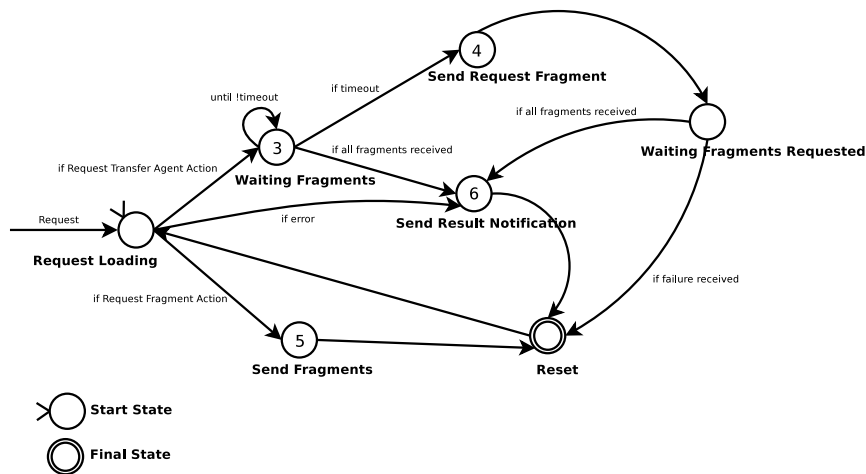 4
Send Request Fragment
if timeout
until !timeout
if all fragments received
3
if all fragments received
Waiting Fragments Requested
if Request Transfer Agent Action
Waiting Fragments
6
Send Result Notification
Request
if error
Request Loading
if failure received
if Request Fragment Action
5
Send Fragments
Reset
Start State
Final State